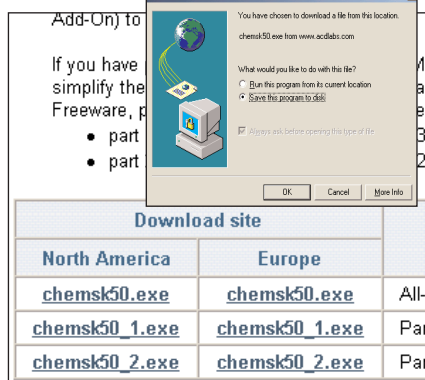 Add-On) to
You have chosen to download a file from this location.
chemsk50.exe from www.acdlabs.com
If you have
simplify the
Freeware, p
• part
• part
What would you like to do with this file?
Run this program from its current location
Save this program to disk
Always ask before opening this type of file
OK Cancel More Info
Download site
North America Europe
chemsk50.exe chemsk50.exe All-
chemsk50_1.exe chemsk50_1.exe Par
chemsk50_2.exe chemsk50_2.exe Par